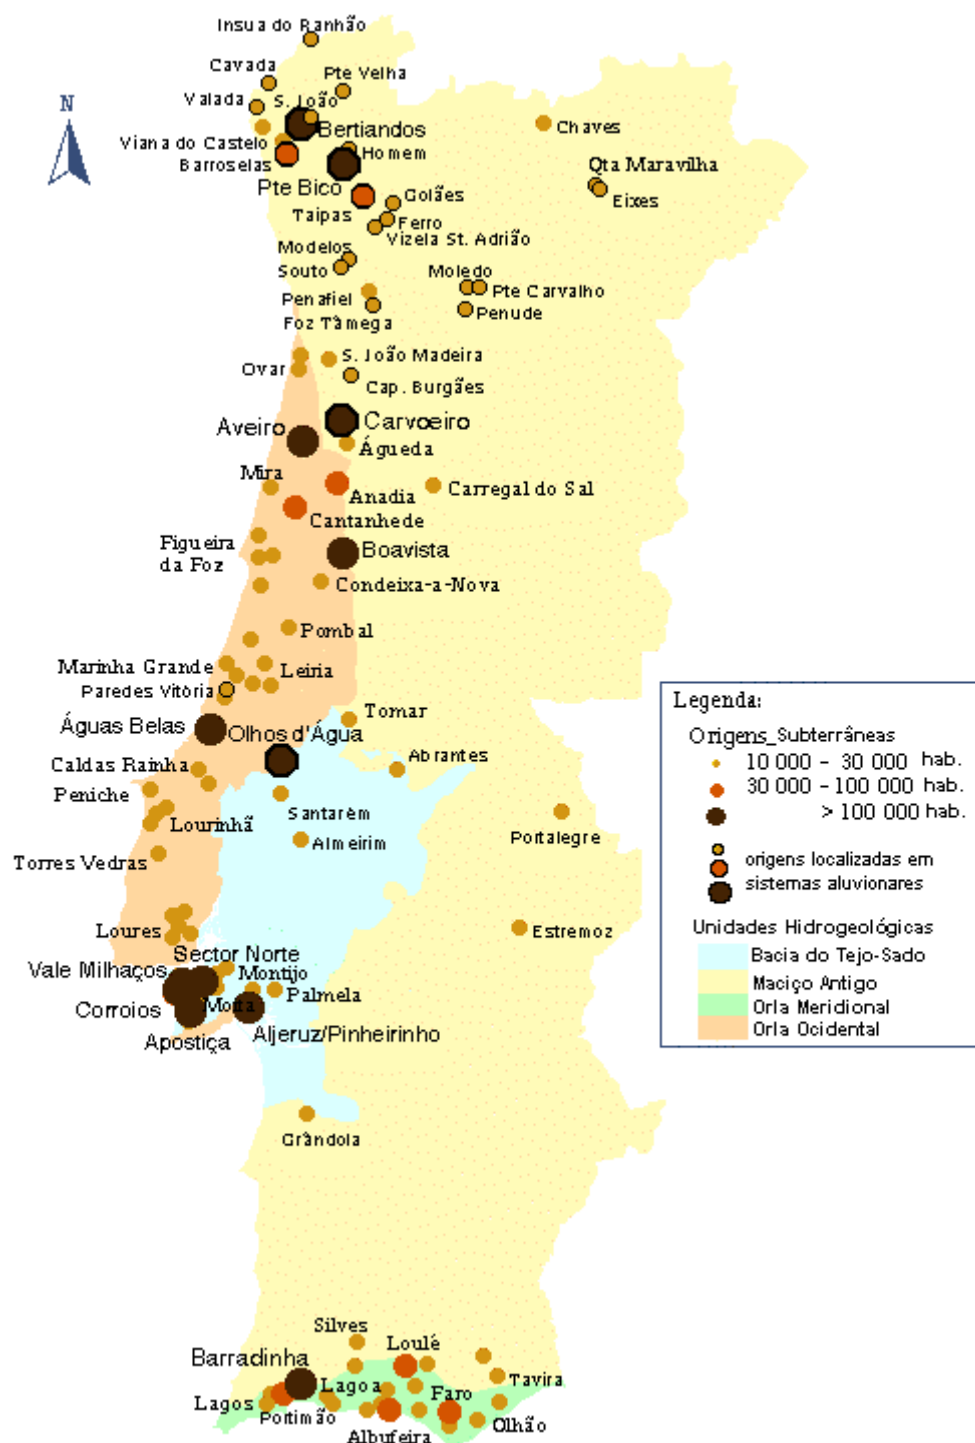 Insua do Ranhão
Cavada
Pte Velha
Valada
S. João
N
Bertiandos
Chaves
Viana do Castelo
Homem
Barroselas
Qta Maravilha
Pte Bico
Eixes
Golães
Taipas
Ferro
Vizela St. Adrião
Modelos
Souto
Moledo
Pte Carvalho
Penafiel
Penude
Foz Tâmega
S. João Madeira
Ovar
Cap. Burgães
Carvoeiro
Aveiro
Águeda
Mira
Anadia
Carregal do Sal
Cantanhede
Figueira
da Foz
Boavista
Condeixa-a-Nova
Pombal
Marinha Grande
Leiria
Paredes Vitória
Tomar
Águas Belas
Olhos d'Água
Abrantes
Caldas Rainha
Peniche
Santarém
Lourinhã
Almeirim
Portalegre
Torres Vedras
Loures
Estremoz
Sector Norte
Vale Milhaços
Montijo
Palmela
Corroios
Moita
Apostiça
Aljeruz/Pinheirinho
Grândola
Silves
Loulé
Barradinha
Lagoa
Tavira
Lagos
Faro
Portimão
Olhão
Albufeira
Legenda:
Origens_Subterrâneas
10 000 - 30 000 hab.
30 000 - 100 000 hab.
> 100 000 hab.
origens localizadas em
sistemas aluvionares
Unidades Hidrogeológicas
Bacia do Tejo-Sado
Maciço Antigo
Orla Meridional
Orla Ocidental